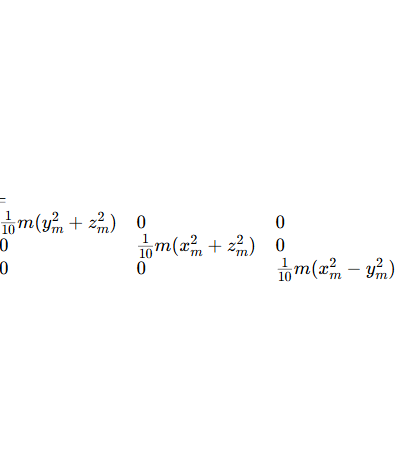 =
1/10 m(y_m^2 + z_m^2) 0 0
0 1/10 m(x_m^2 + z_m^2) 0
0 0 1/10 m(x_m^2 − y_m^2)